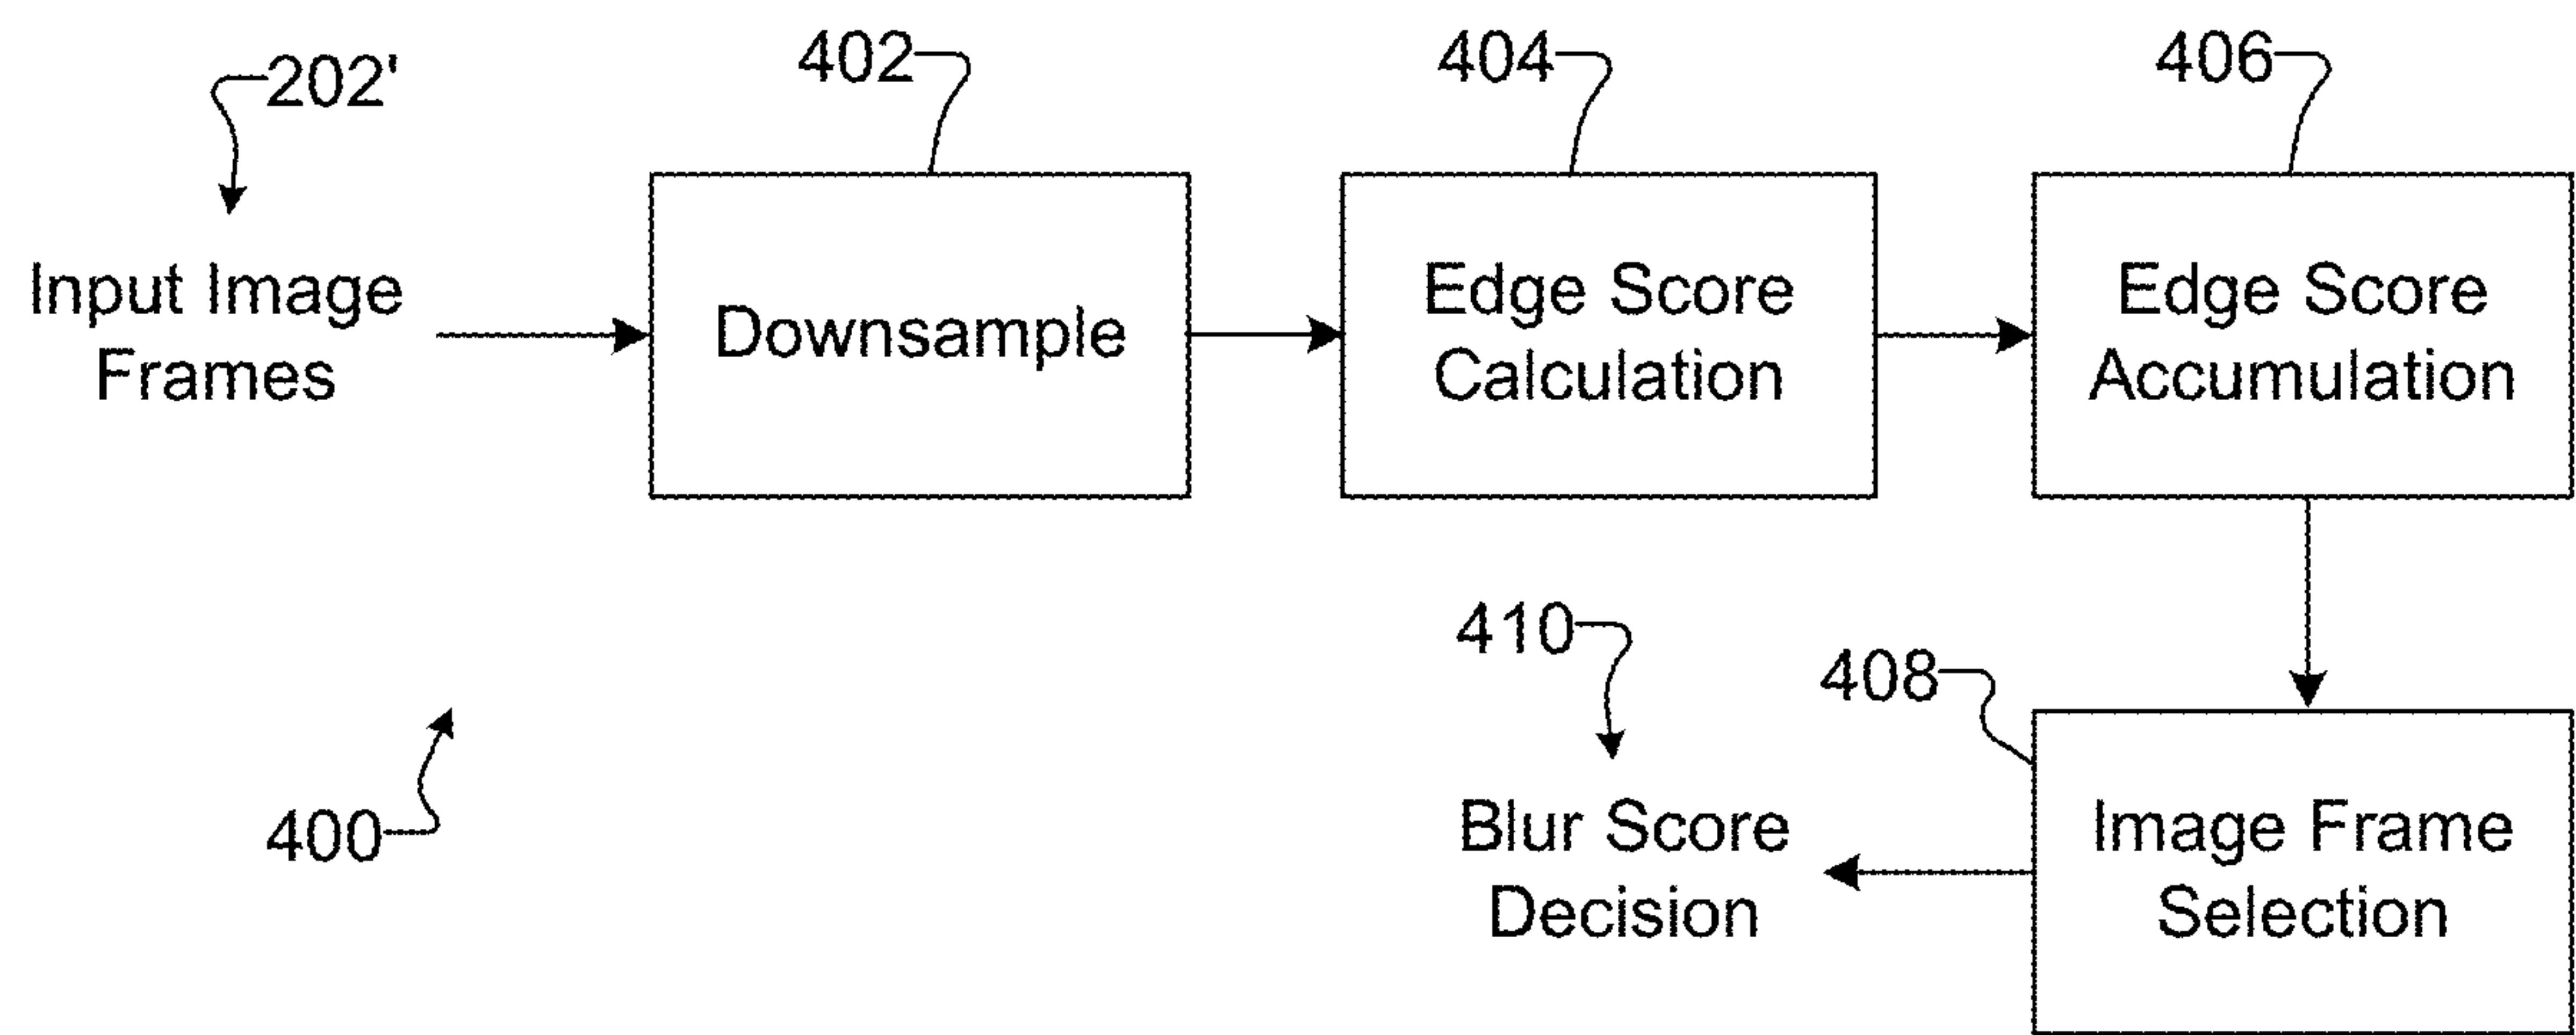 202'
402
404
406
Input Image
Frames
Downsample
Edge Score
Calculation
Edge Score
Accumulation
410
408
400
Blur Score
Decision
Image Frame
Selection